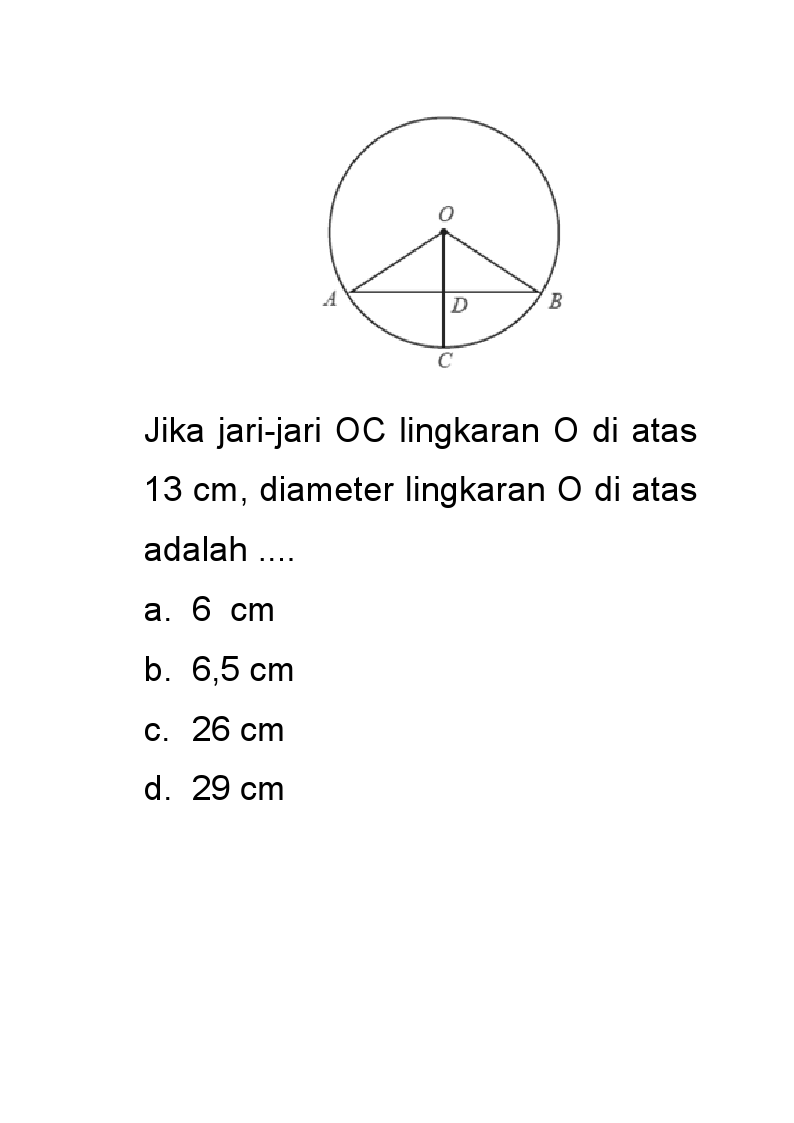 O
A
D
B
C
Jika jari-jari OC lingkaran O di atas
13 cm, diameter lingkaran O di atas
adalah ....
a. 6 cm
b. 6,5 cm
c. 26 cm
d. 29 cm